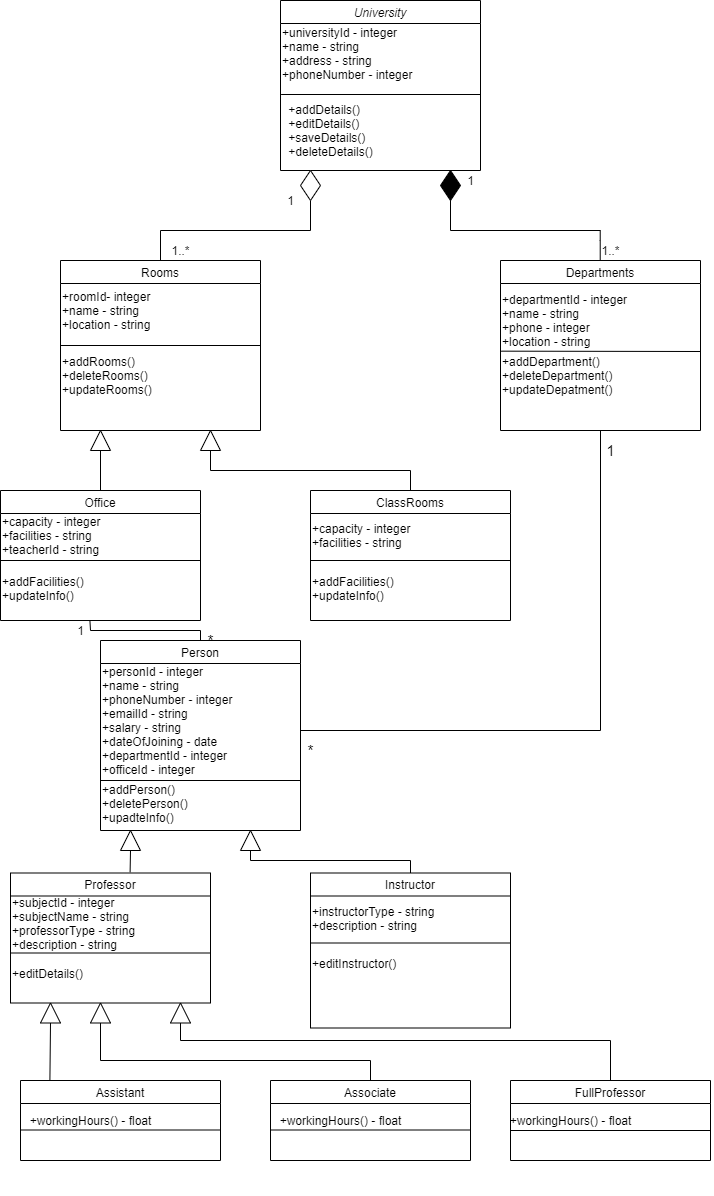 University
+universityId - integer
+name - string
+address - string
+phoneNumber - integer
+addDetails()
+editDetails()
+saveDetails()
+deleteDetails()
1
1
1..*
1..*
Rooms
+roomId- integer
+name - string
+location - string
+addRooms()
+deleteRooms()
+updateRooms()
Departments
+departmentId - integer
+name - string
+phone - integer
+location - string
+addDepartment()
+deleteDepartment()
+updateDepatment()
1
Office
+capacity - integer
+facilities - string
+teacherId - string
+addFacilities()
+updateInfo()
ClassRooms
+capacity - integer
+facilities - string
+addFacilities()
+updateInfo()
1
*
Person
+personId - integer
+name - string
+phoneNumber - integer
+emailId - string
+salary - string
+dateOfJoining - date
+departmentId - integer
+officeId - integer
+addPerson()
+deletePerson()
+upadteInfo()
*
Professor
+subjectId - integer
+subjectName - string
+professorType - string
+description - string
+editDetails()
Instructor
+instructorType - string
+description - string
+editInstructor()
Assistant
+workingHours() - float
Associate
+workingHours() - float
FullProfessor
+workingHours() - float